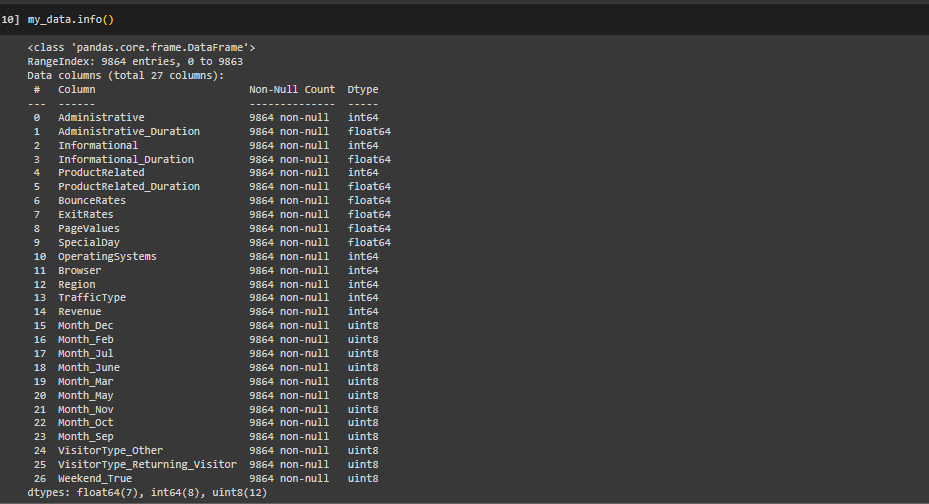 10] my_data.info()
<class 'pandas.core.frame.DataFrame'>
RangeIndex: 9864 entries, 0 to 9863
Data columns (total 27 columns):
 #   Column                         Non-Null Count  Dtype
---  ------                         --------------  -----
 0   Administrative                 9864 non-null   int64
 1   Administrative_Duration        9864 non-null   float64
 2   Informational                  9864 non-null   int64
 3   Informational_Duration         9864 non-null   float64
 4   ProductRelated                 9864 non-null   int64
 5   ProductRelated_Duration        9864 non-null   float64
 6   BounceRates                    9864 non-null   float64
 7   ExitRates                      9864 non-null   float64
 8   PageValues                     9864 non-null   float64
 9   SpecialDay                     9864 non-null   float64
 10  OperatingSystems               9864 non-null   int64
 11  Browser                        9864 non-null   int64
 12  Region                         9864 non-null   int64
 13  TrafficType                    9864 non-null   int64
 14  Revenue                        9864 non-null   int64
 15  Month_Dec                      9864 non-null   uint8
 16  Month_Feb                      9864 non-null   uint8
 17  Month_Jul                      9864 non-null   uint8
 18  Month_June                     9864 non-null   uint8
 19  Month_Mar                      9864 non-null   uint8
 20  Month_May                      9864 non-null   uint8
 21  Month_Nov                      9864 non-null   uint8
 22  Month_Oct                      9864 non-null   uint8
 23  Month_Sep                      9864 non-null   uint8
 24  VisitorType_Other              9864 non-null   uint8
 25  VisitorType_Returning_Visitor  9864 non-null   uint8
 26  Weekend_True                   9864 non-null   uint8
dtypes: float64(7), int64(8), uint8(12)